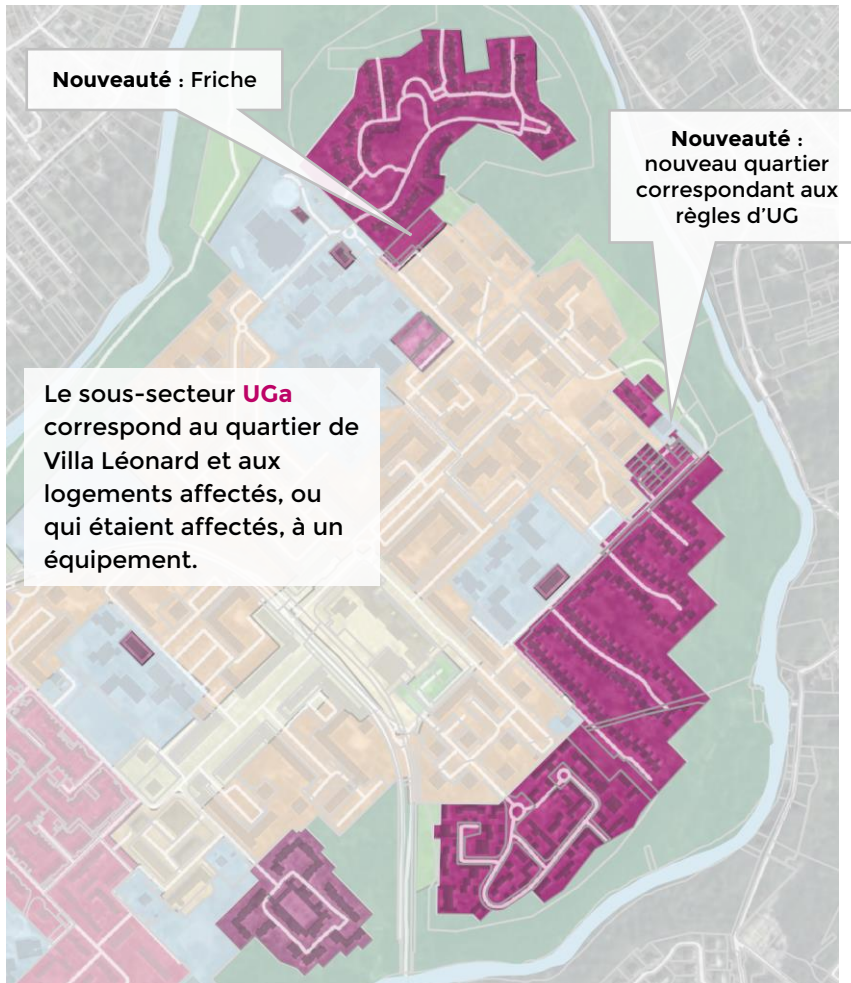 Nouveauté : Friche
Nouveauté :
nouveau quartier
correspondant aux
règles d'UG
Le sous-secteur UGa
correspond au quartier de
Villa Léonard et aux
logements affectés, ou
qui étaient affectés, à un
équipement.